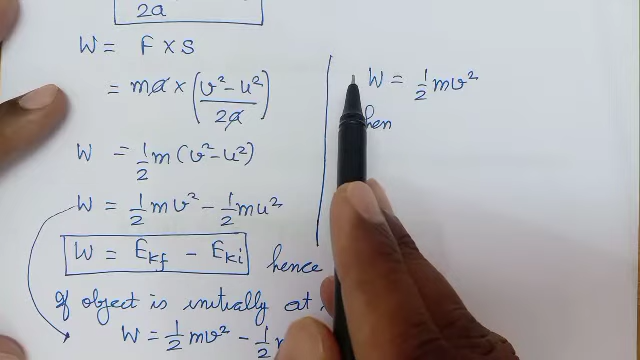 2a
W = F × S
= ma × (v² - u² / 2a)
W = 1/2 m (v² - u²)
W = 1/2 mv² - 1/2 mu²
W = Ekf - Eki hence
If object is initially at
W = 1/2 mv² - 1/2
W = 1/2 mv²